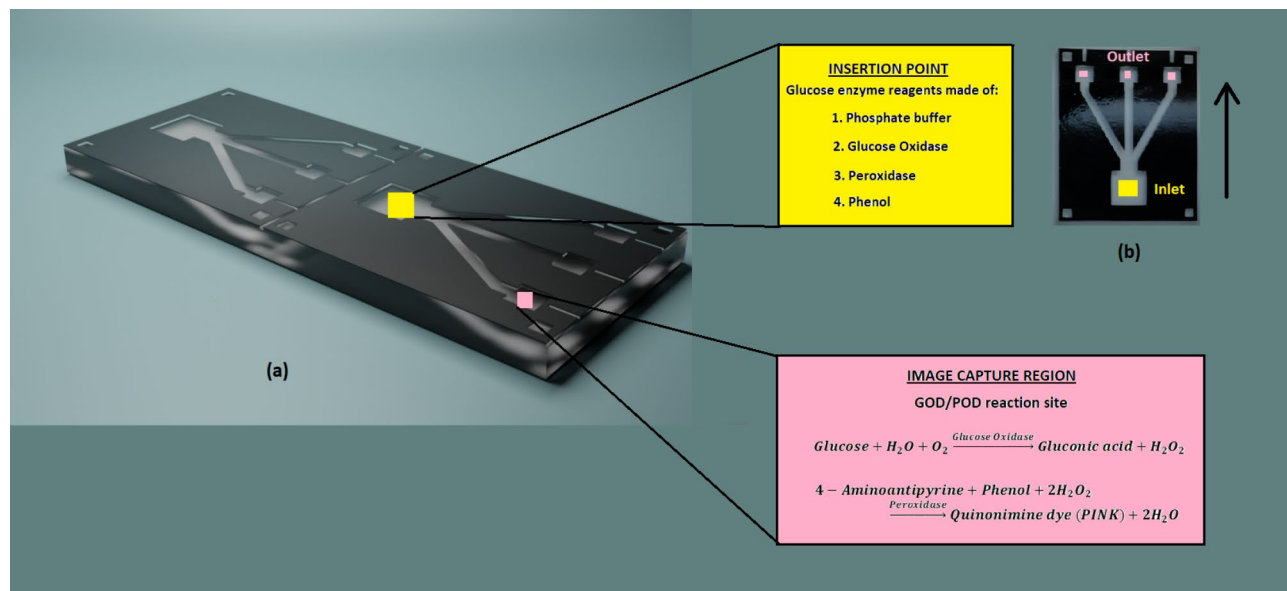 INSERTION POINT
Glucose enzyme reagents made of:
1. Phosphate buffer
2. Glucose Oxidase
3. Peroxidase
4. Phenol
Outlet
Inlet
(b)
(a)
IMAGE CAPTURE REGION
GOD/POD reaction site
Glucose + H₂O + O₂ —Glucose Oxidase→ Gluconic acid + H₂O₂
4 − Aminoantipyrine + Phenol + 2H₂O₂
—Peroxidase→ Quinonimine dye (PINK) + 2H₂O